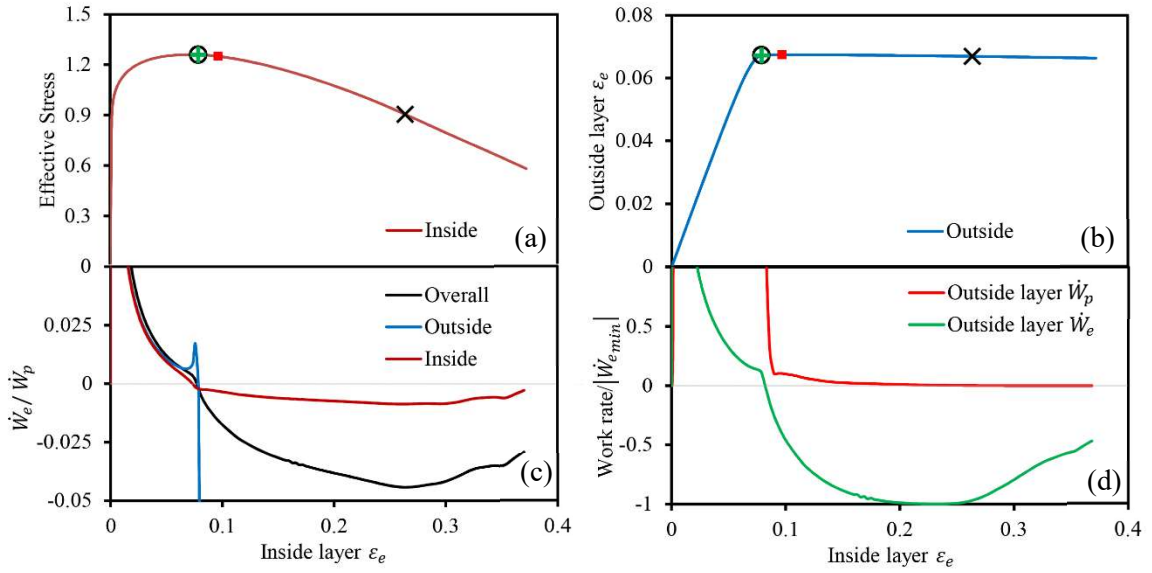 1.5
1.2
0.9
0.6
0.3
0
Effective Stress
Inside
(a)
0.08
0.06
0.04
0.02
0.00
Outside layer εₑ
Outside
(b)
0.025
0
-0.025
-0.05
Ẇₑ / Ẇₚ
Overall
Outside
Inside
(c)
0 0.1 0.2 0.3 0.4
Inside layer εₑ
0
0.5
0
-0.5
-1
Work rate/|Ẇₑₘᵢₙ|
Outside layer Ẇₚ
Outside layer Ẇₑ
(d)
0 0.1 0.2 0.3 0.4
Inside layer εₑ